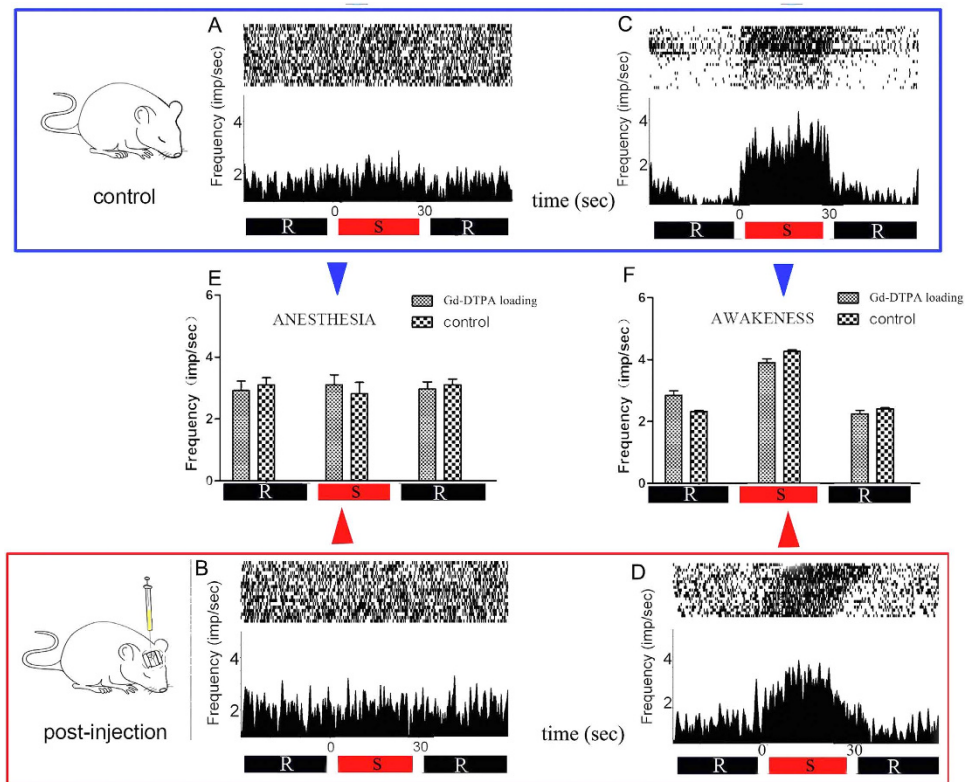 A
Frequency (imp/sec)
4
2
0
30
R
S
R
control
time (sec)
C
Frequency (imp/sec)
4
2
0
30
R
S
R
E
Frequency (imp/sec)
6
4
2
0
ANESTHESIA
Gd-DTPA loading
control
R
S
R
F
Frequency (imp/sec)
6
4
2
0
AWAKENESS
Gd-DTPA loading
control
R
S
R
B
Frequency (imp/sec)
4
2
0
30
R
S
R
post-injection
time (sec)
D
Frequency (imp/sec)
4
2
0
30
R
S
R